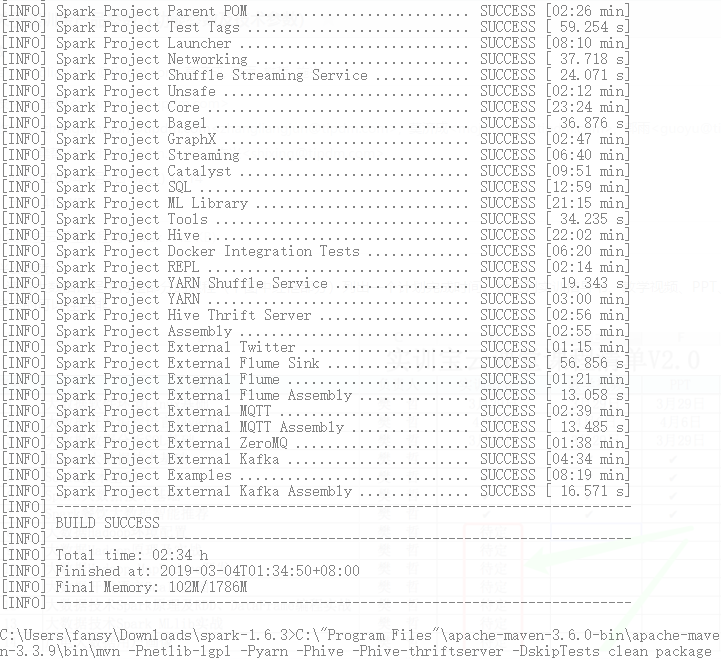 [INFO] Spark Project Parent POM ........................... SUCCESS [02:26 min]
[INFO] Spark Project Test Tags ............................ SUCCESS [ 59.254 s]
[INFO] Spark Project Launcher ............................. SUCCESS [08:10 min]
[INFO] Spark Project Networking ........................... SUCCESS [ 37.718 s]
[INFO] Spark Project Shuffle Streaming Service ............ SUCCESS [ 24.071 s]
[INFO] Spark Project Unsafe ............................... SUCCESS [02:12 min]
[INFO] Spark Project Core ................................. SUCCESS [23:24 min]
[INFO] Spark Project Bagel ................................ SUCCESS [ 36.876 s]
[INFO] Spark Project GraphX ............................... SUCCESS [02:47 min]
[INFO] Spark Project Streaming ............................ SUCCESS [06:40 min]
[INFO] Spark Project Catalyst ............................. SUCCESS [09:51 min]
[INFO] Spark Project SQL .................................. SUCCESS [12:59 min]
[INFO] Spark Project ML Library ........................... SUCCESS [21:15 min]
[INFO] Spark Project Tools ................................ SUCCESS [ 34.235 s]
[INFO] Spark Project Hive ................................. SUCCESS [22:02 min]
[INFO] Spark Project Docker Integration Tests ............. SUCCESS [06:20 min]
[INFO] Spark Project REPL ................................. SUCCESS [02:14 min]
[INFO] Spark Project YARN Shuffle Service ................. SUCCESS [ 19.343 s]
[INFO] Spark Project YARN ................................. SUCCESS [03:00 min]
[INFO] Spark Project Hive Thrift Server ................... SUCCESS [02:56 min]
[INFO] Spark Project Assembly ............................. SUCCESS [02:55 min]
[INFO] Spark Project External Twitter ..................... SUCCESS [01:15 min]
[INFO] Spark Project External Flume Sink .................. SUCCESS [ 56.856 s]
[INFO] Spark Project External Flume ....................... SUCCESS [01:21 min]
[INFO] Spark Project External Flume Assembly .............. SUCCESS [ 13.058 s]
[INFO] Spark Project External MQTT ........................ SUCCESS [02:39 min]
[INFO] Spark Project External MQTT Assembly ............... SUCCESS [ 13.485 s]
[INFO] Spark Project External ZeroMQ ...................... SUCCESS [01:38 min]
[INFO] Spark Project External Kafka ....................... SUCCESS [04:34 min]
[INFO] Spark Project Examples ............................. SUCCESS [08:19 min]
[INFO] Spark Project External Kafka Assembly .............. SUCCESS [ 16.571 s]
[INFO] ------------------------------------------------------------------------
[INFO] BUILD SUCCESS
[INFO] ------------------------------------------------------------------------
[INFO] Total time: 02:34 h
[INFO] Finished at: 2019-03-04T01:34:50+08:00
[INFO] Final Memory: 102M/1786M
[INFO] ------------------------------------------------------------------------
C:\Users\fansy\Downloads\spark-1.6.3>C:\"Program Files"\apache-maven-3.6.0-bin\apache-mave
n-3.3.9\bin\mvn -Pnetlib-lgpl -Pyarn -Phive -Phive-thriftserver -DskipTests clean package